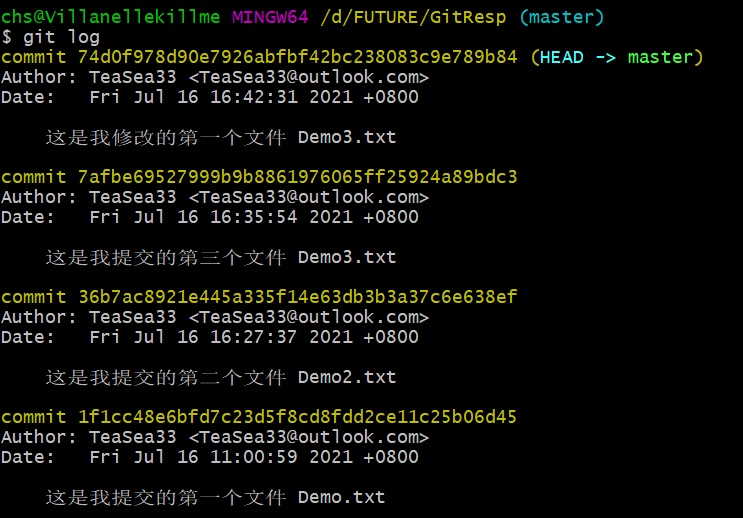 chs@Villanellekillme MINGW64 /d/FUTURE/GitResp (master)
$ git log
commit 74d0f978d90e7926abfbf42bc238083c9e789b84 (HEAD -> master)
Author: TeaSea33 <TeaSea33@outlook.com>
Date:   Fri Jul 16 16:42:31 2021 +0800
这是我修改的第一个文件 Demo3.txt
commit 7afbe69527999b9b8861976065ff25924a89bdc3
Author: TeaSea33 <TeaSea33@outlook.com>
Date:   Fri Jul 16 16:35:54 2021 +0800
这是我提交的第三个文件 Demo3.txt
commit 36b7ac8921e445a335f14e63db3b3a37c6e638ef
Author: TeaSea33 <TeaSea33@outlook.com>
Date:   Fri Jul 16 16:27:37 2021 +0800
这是我提交的第二个文件 Demo2.txt
commit 1f1cc48e6bfd7c23d5f8cd8fdd2ce11c25b06d45
Author: TeaSea33 <TeaSea33@outlook.com>
Date:   Fri Jul 16 11:00:59 2021 +0800
这是我提交的第一个文件 Demo.txt